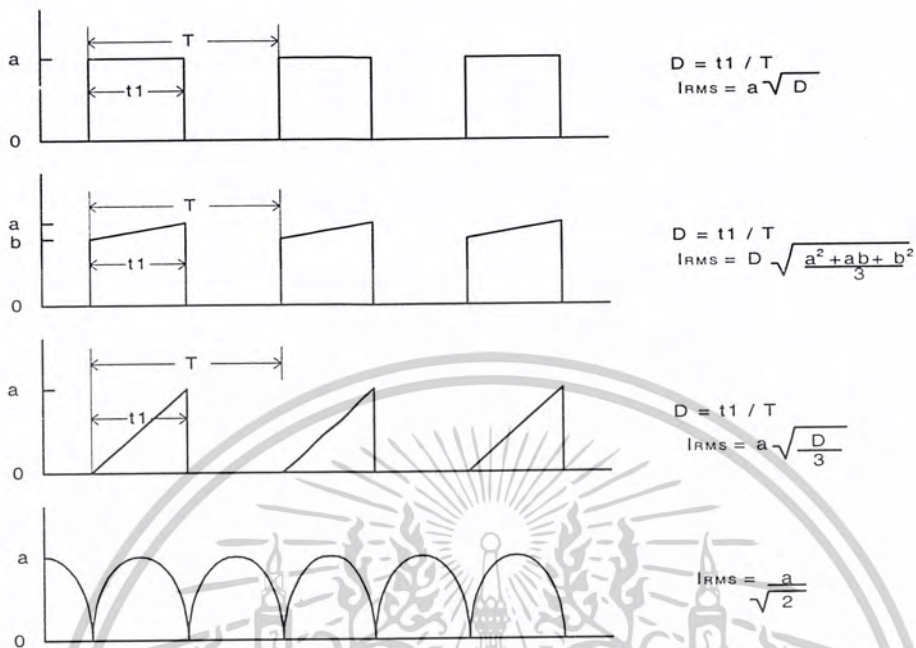 T
a
t1
0
D = t1 / T
IRMS = a √D
T
a
b
t1
0
D = t1 / T
IRMS = D √((a² + ab + b²)/3)
T
a
t1
0
D = t1 / T
IRMS = a √(D/3)
a
0
IRMS = a/√2